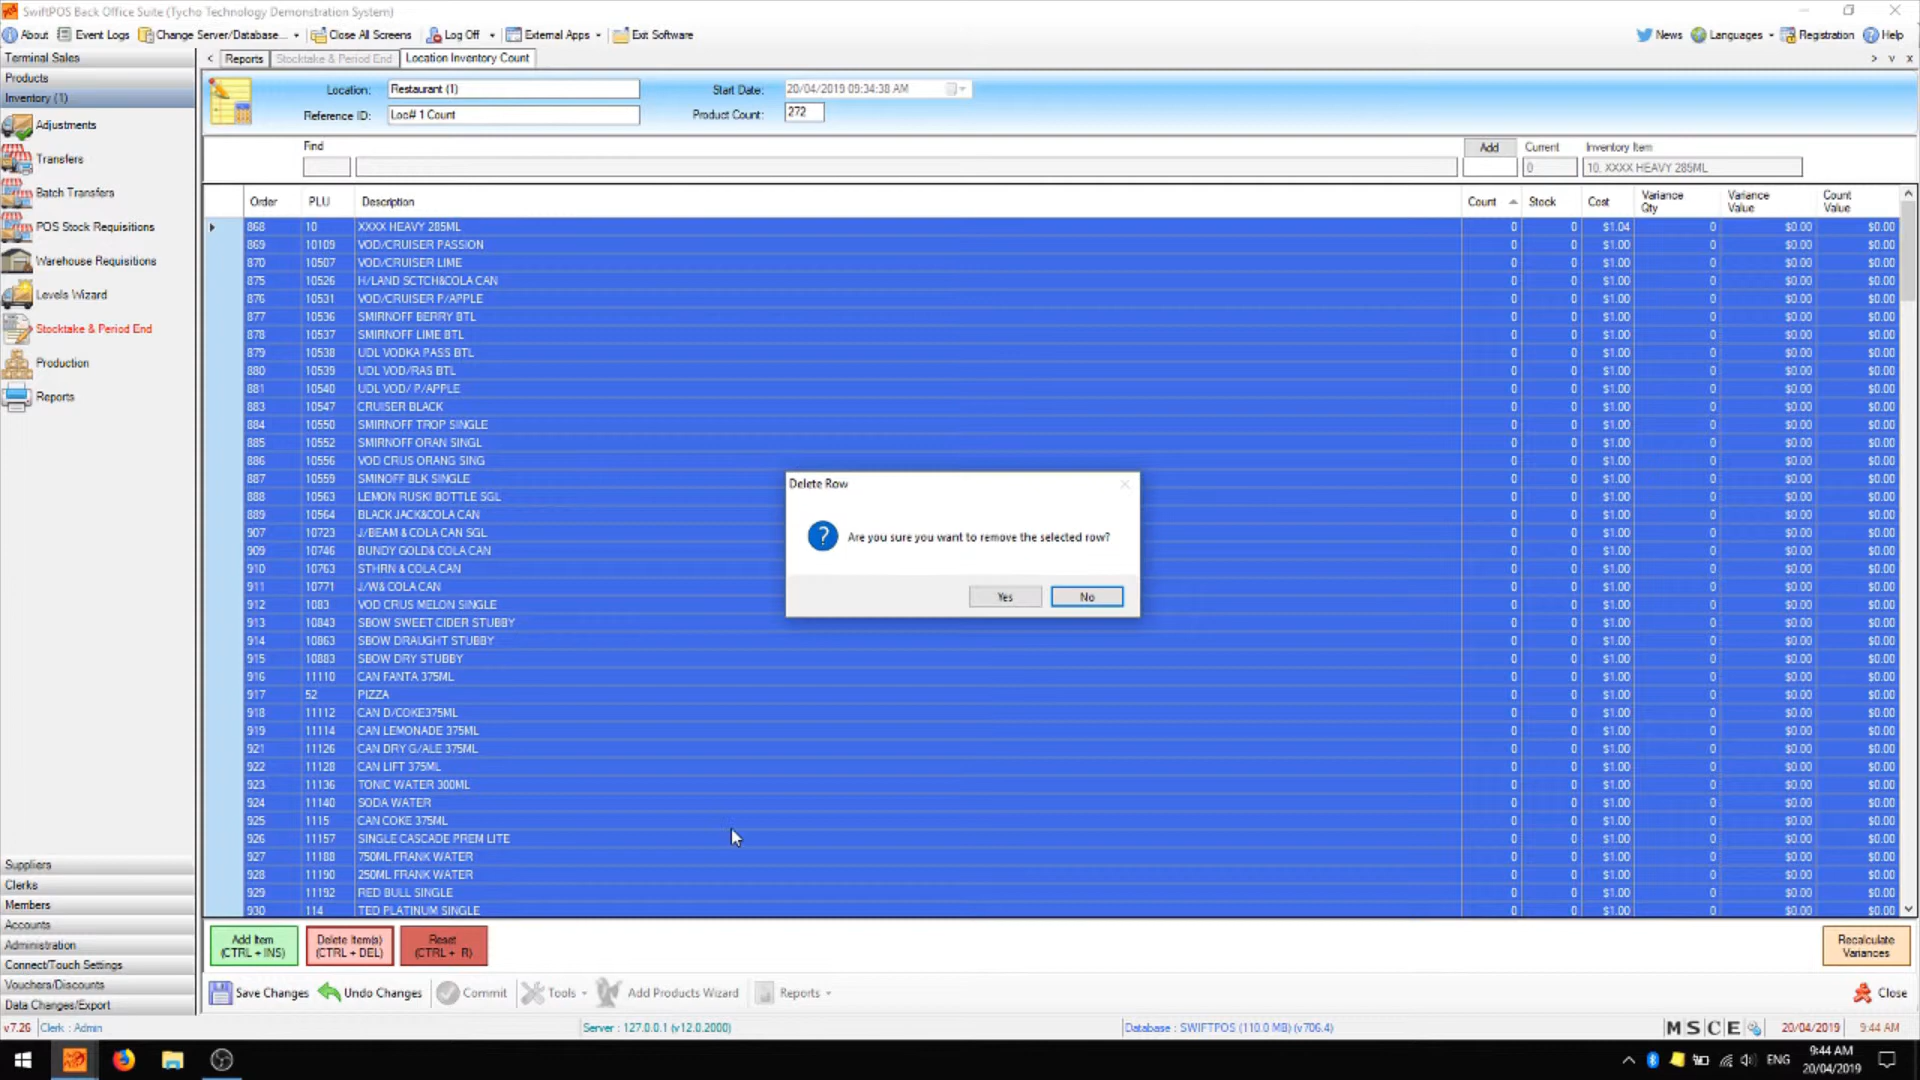 SwiftPOS Back Office Suite (Tycho Technology Demonstration System)
About Event Logs Change Server/Database... Close All Screens Log Off External Apps Exit Software News Languages Registration Help
Terminal Sales
Products
Inventory (1)
Adjustments
Transfers
Batch Transfers
POS Stock Requisitions
Warehouse Requisitions
Levels Wizard
Stocktake & Period End
Production
Reports
Suppliers
Clerks
Members
Accounts
Administration
Connect/Touch Settings
Vouchers/Discounts
Data Changes/Export
< Reports Stocktake & Period End Location Inventory Count > v x
Location: Restaurant (1) Start Date: 20/04/2019 09:34:38 AM
Reference ID: Loc# 1 Count Product Count: 272
Find Add Current Inventory Item
0 10. XXXX HEAVY 285ML
Order PLU Description Count Stock Cost Variance Qty Variance Value Count Value
868 10 XXXX HEAVY 285ML 0 0 $1.04 0 $0.00 $0.00
869 10109 VOD/CRUISER PASSION 0 0 $1.00 0 $0.00 $0.00
870 10507 VOD/CRUISER LIME 0 0 $1.00 0 $0.00 $0.00
875 10526 H/LAND SCTCH&COLA CAN 0 0 $1.00 0 $0.00 $0.00
876 10531 VOD/CRUISER P/APPLE 0 0 $1.00 0 $0.00 $0.00
877 10536 SMIRNOFF BERRY BTL 0 0 $1.00 0 $0.00 $0.00
878 10537 SMIRNOFF LIME BTL 0 0 $1.00 0 $0.00 $0.00
879 10538 UDL VODKA PASS BTL 0 0 $1.00 0 $0.00 $0.00
880 10539 UDL VOD/RAS BTL 0 0 $1.00 0 $0.00 $0.00
881 10540 UDL VOD/ P/APPLE 0 0 $1.00 0 $0.00 $0.00
883 10547 CRUISER BLACK 0 0 $1.00 0 $0.00 $0.00
884 10550 SMIRNOFF TROP SINGLE 0 0 $1.00 0 $0.00 $0.00
885 10552 SMIRNOFF ORAN SINGL 0 0 $1.00 0 $0.00 $0.00
886 10556 VOD CRUS ORANG SING 0 0 $1.00 0 $0.00 $0.00
887 10559 SMINOFF BLK SINGLE 0 0 $1.00 0 $0.00 $0.00
888 10563 LEMON RUSKI BOTTLE SGL 0 0 $1.00 0 $0.00 $0.00
889 10564 BLACK JACK&COLA CAN 0 0 $1.00 0 $0.00 $0.00
907 10723 J/BEAM & COLA CAN SGL 0 0 $1.00 0 $0.00 $0.00
909 10746 BUNDY GOLD& COLA CAN 0 0 $1.00 0 $0.00 $0.00
910 10763 STHRN & COLA CAN 0 0 $1.00 0 $0.00 $0.00
911 10771 J/W& COLA CAN 0 0 $1.00 0 $0.00 $0.00
912 1083 VOD CRUS MELON SINGLE 0 0 $1.00 0 $0.00 $0.00
913 10843 SBOW SWEET CIDER STUBBY 0 0 $1.00 0 $0.00 $0.00
914 10863 SBOW DRAUGHT STUBBY 0 0 $1.00 0 $0.00 $0.00
915 10883 SBOW DRY STUBBY 0 0 $1.00 0 $0.00 $0.00
916 11110 CAN FANTA 375ML 0 0 $1.00 0 $0.00 $0.00
917 52 PIZZA 0 0 $1.00 0 $0.00 $0.00
918 11112 CAN D/COKE375ML 0 0 $1.00 0 $0.00 $0.00
919 11114 CAN LEMONADE 375ML 0 0 $1.00 0 $0.00 $0.00
921 11126 CAN DRY G/ALE 375ML 0 0 $1.00 0 $0.00 $0.00
922 11128 CAN LIFT 375ML 0 0 $1.00 0 $0.00 $0.00
923 11136 TONIC WATER 300ML 0 0 $1.00 0 $0.00 $0.00
924 11140 SODA WATER 0 0 $1.00 0 $0.00 $0.00
925 1115 CAN COKE 375ML 0 0 $1.00 0 $0.00 $0.00
926 11157 SINGLE CASCADE PREM LITE 0 0 $1.00 0 $0.00 $0.00
927 11188 750ML FRANK WATER 0 0 $1.00 0 $0.00 $0.00
928 11190 250ML FRANK WATER 0 0 $1.00 0 $0.00 $0.00
929 11192 RED BULL SINGLE 0 0 $1.00 0 $0.00 $0.00
930 114 TED PLATINUM SINGLE 0 0 $1.00 0 $0.00 $0.00
Delete Row
Are you sure you want to remove the selected row?
Yes No
Add Item Delete Item(s) Reset Recalculate
(CTRL + INS) (CTRL + DEL) (CTRL + R) Variances
Save Changes Undo Changes Commit Tools Add Products Wizard Reports Close
v7.26 Clerk : Admin Server : 127.0.0.1 (v12.0.2000) Database : SWIFTPOS (110.0 MB) (v706.4) M S C E 20/04/2019 9:44 AM
ENG 9:44 AM
20/04/2019